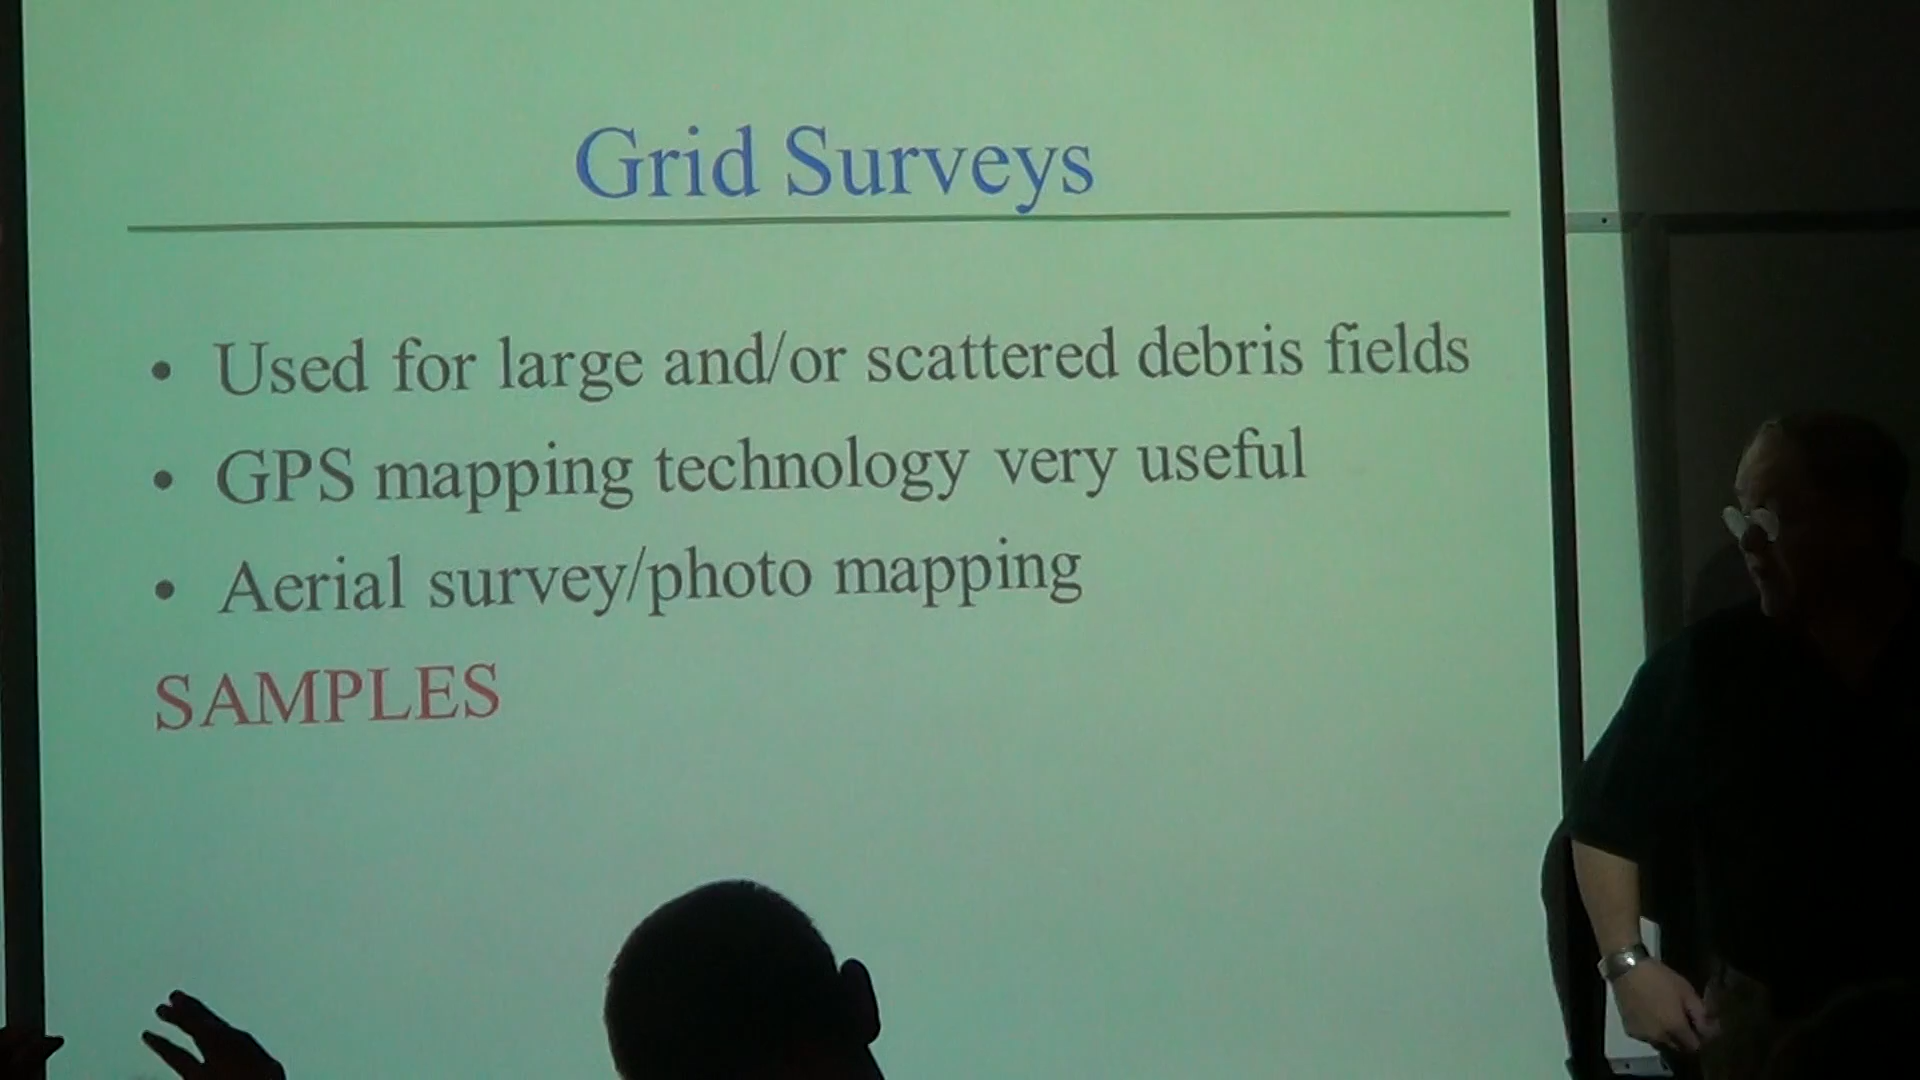 Grid Surveys
• Used for large and/or scattered debris fields
• GPS mapping technology very useful
• Aerial survey/photo mapping
SAMPLES